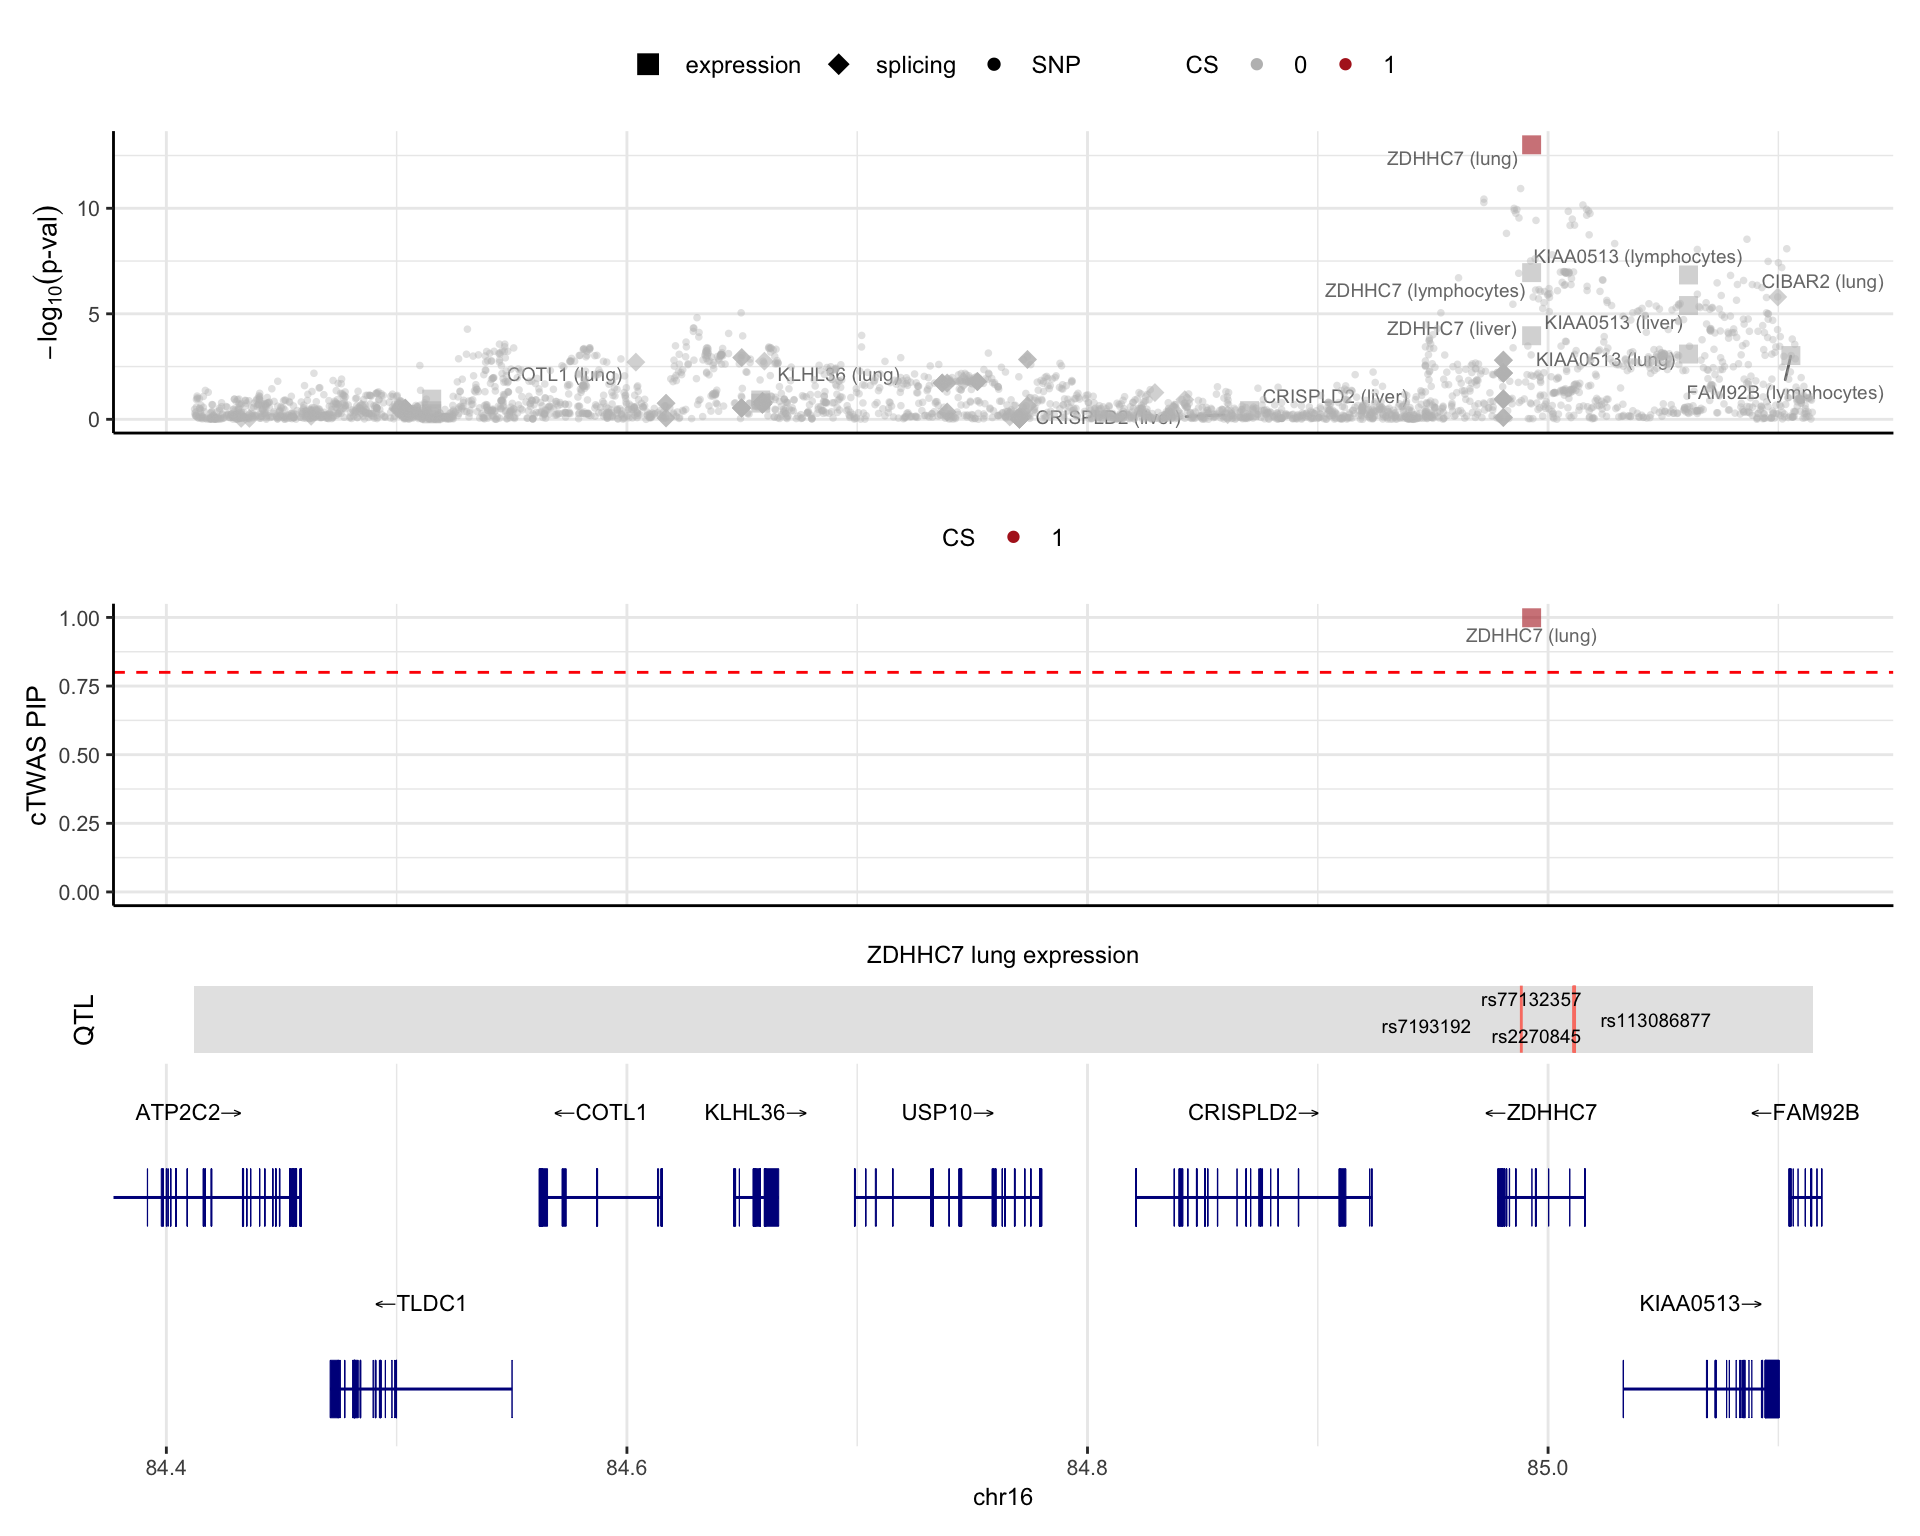 expression splicing SNP CS 0 1
−log10(p-val)
10
5
0
ZDHHC7 (lung)
KIAA0513 (lymphocytes)
CIBAR2 (lung)
ZDHHC7 (lymphocytes)
KIAA0513 (liver)
ZDHHC7 (liver)
KIAA0513 (lung)
COTL1 (lung)
KLHL36 (lung)
CRISPLD2 (liver)
FAM92B (lymphocytes)
CRISPLD2 (liver)
CS 1
cTWAS PIP
1.00
0.75
0.50
0.25
0.00
ZDHHC7 (lung)
ZDHHC7 lung expression
QTL
rs77132357
rs7193192
rs113086877
rs2270845
ATP2C2→
←COTL1
KLHL36→
USP10→
CRISPLD2→
←ZDHHC7
←FAM92B
←TLDC1
KIAA0513→
84.4 84.6 84.8 85.0
chr16